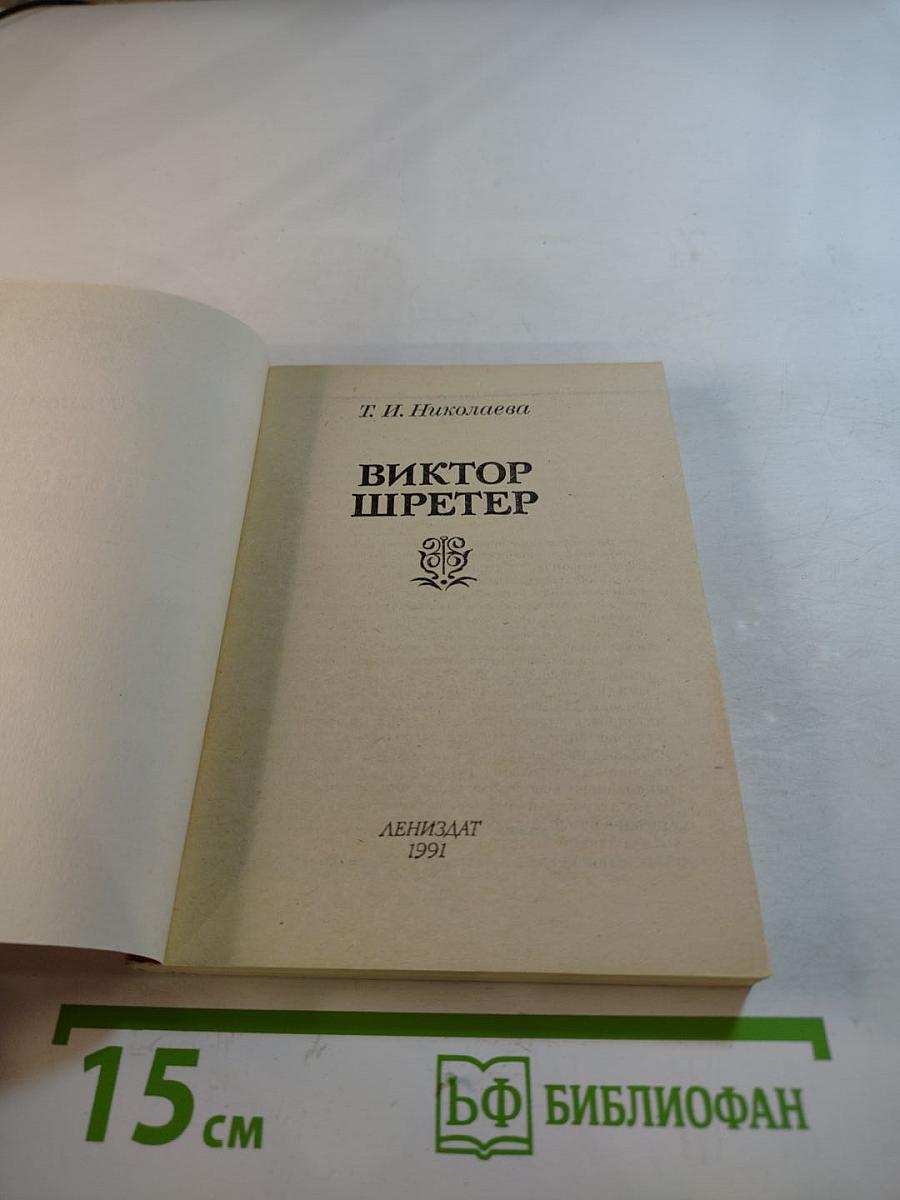 Т. И. Николаева
ВИКТОР
ШРЕТЕР
ЛЕНИЗДАТ
1991
15 см
ЬФ БИБЛИОФАН